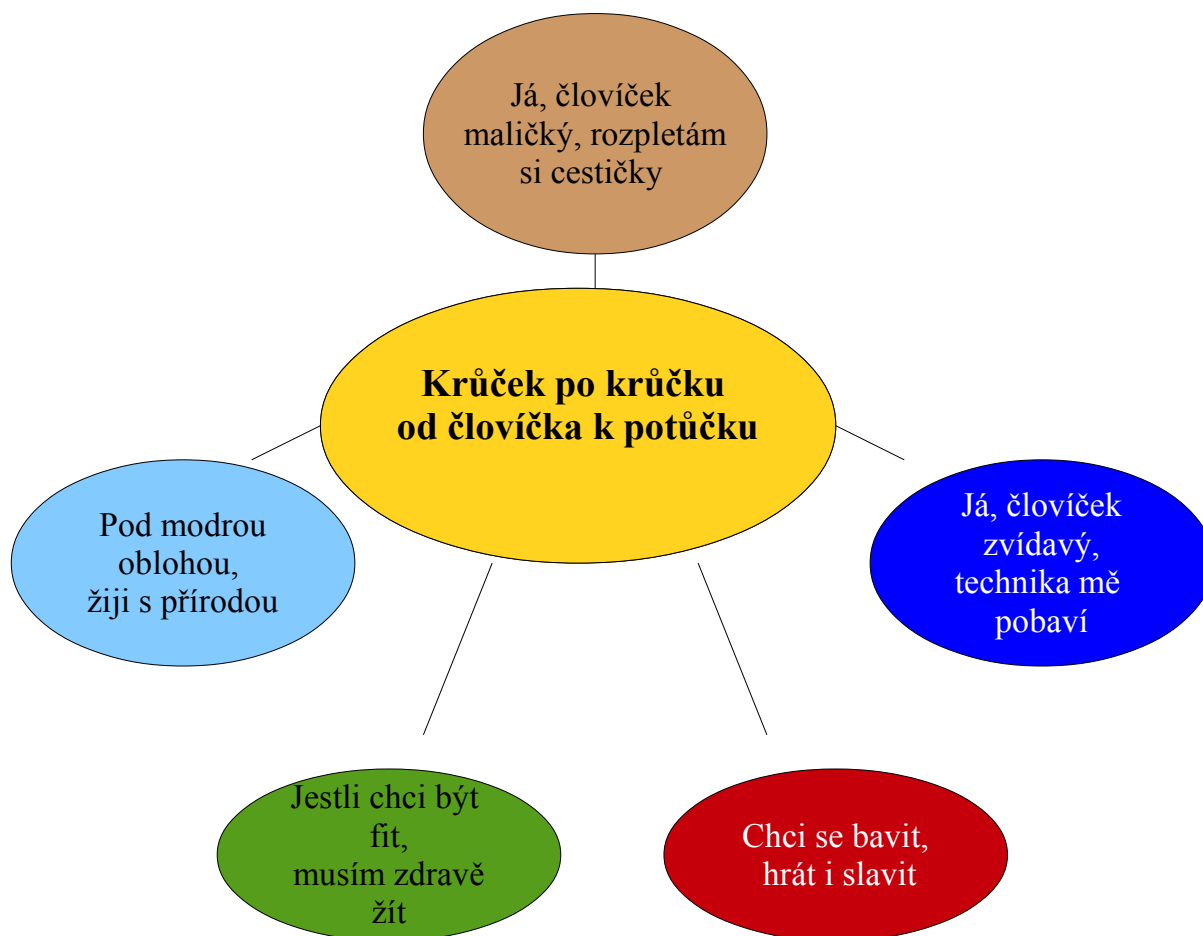 Já, človíček
maličký, rozpletám
si cestičky
Krůček po krůčku
od človíčka k potůčku
Pod modrou
oblohou,
žiji s přírodou
Já, človíček
zvídavý,
technika mě
pobaví
Jestli chci být
fit,
musím zdravě
žít
Chci se bavit,
hrát i slavit